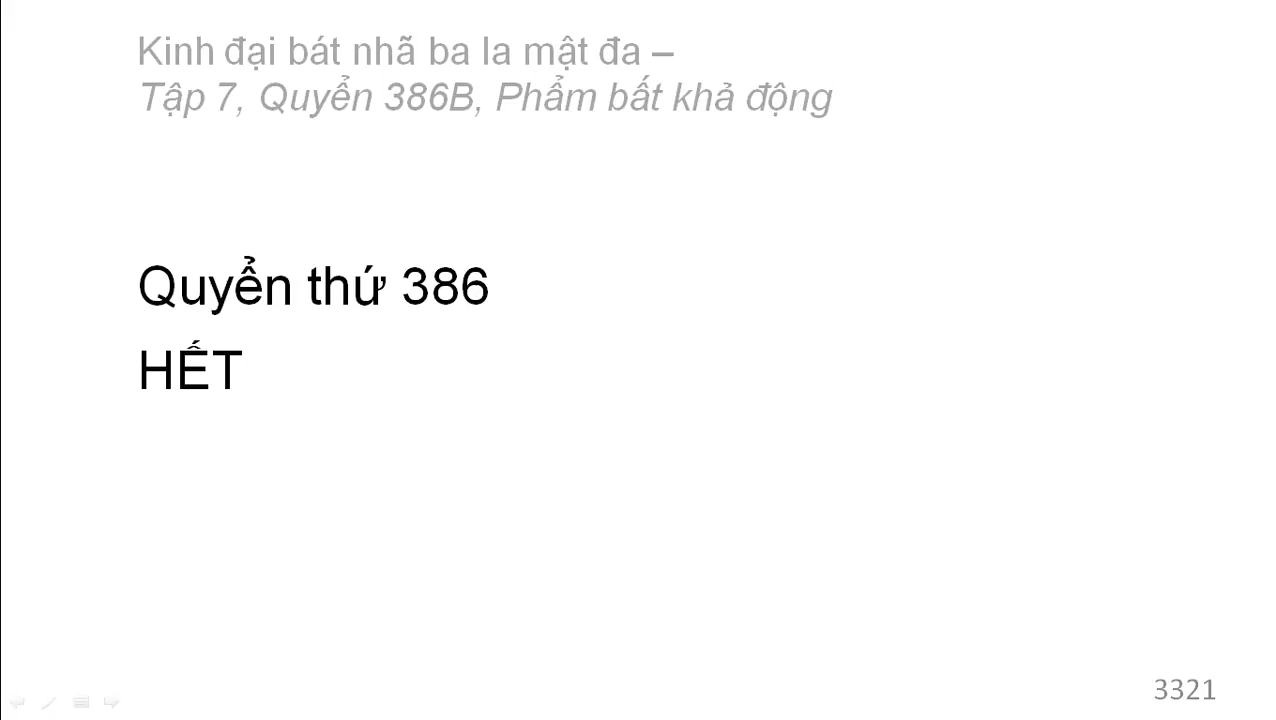 Kinh đại bát nhã ba la mật đa –
Tập 7, Quyển 386B, Phẩm bất khả động
Quyển thứ 386
HẾT
3321